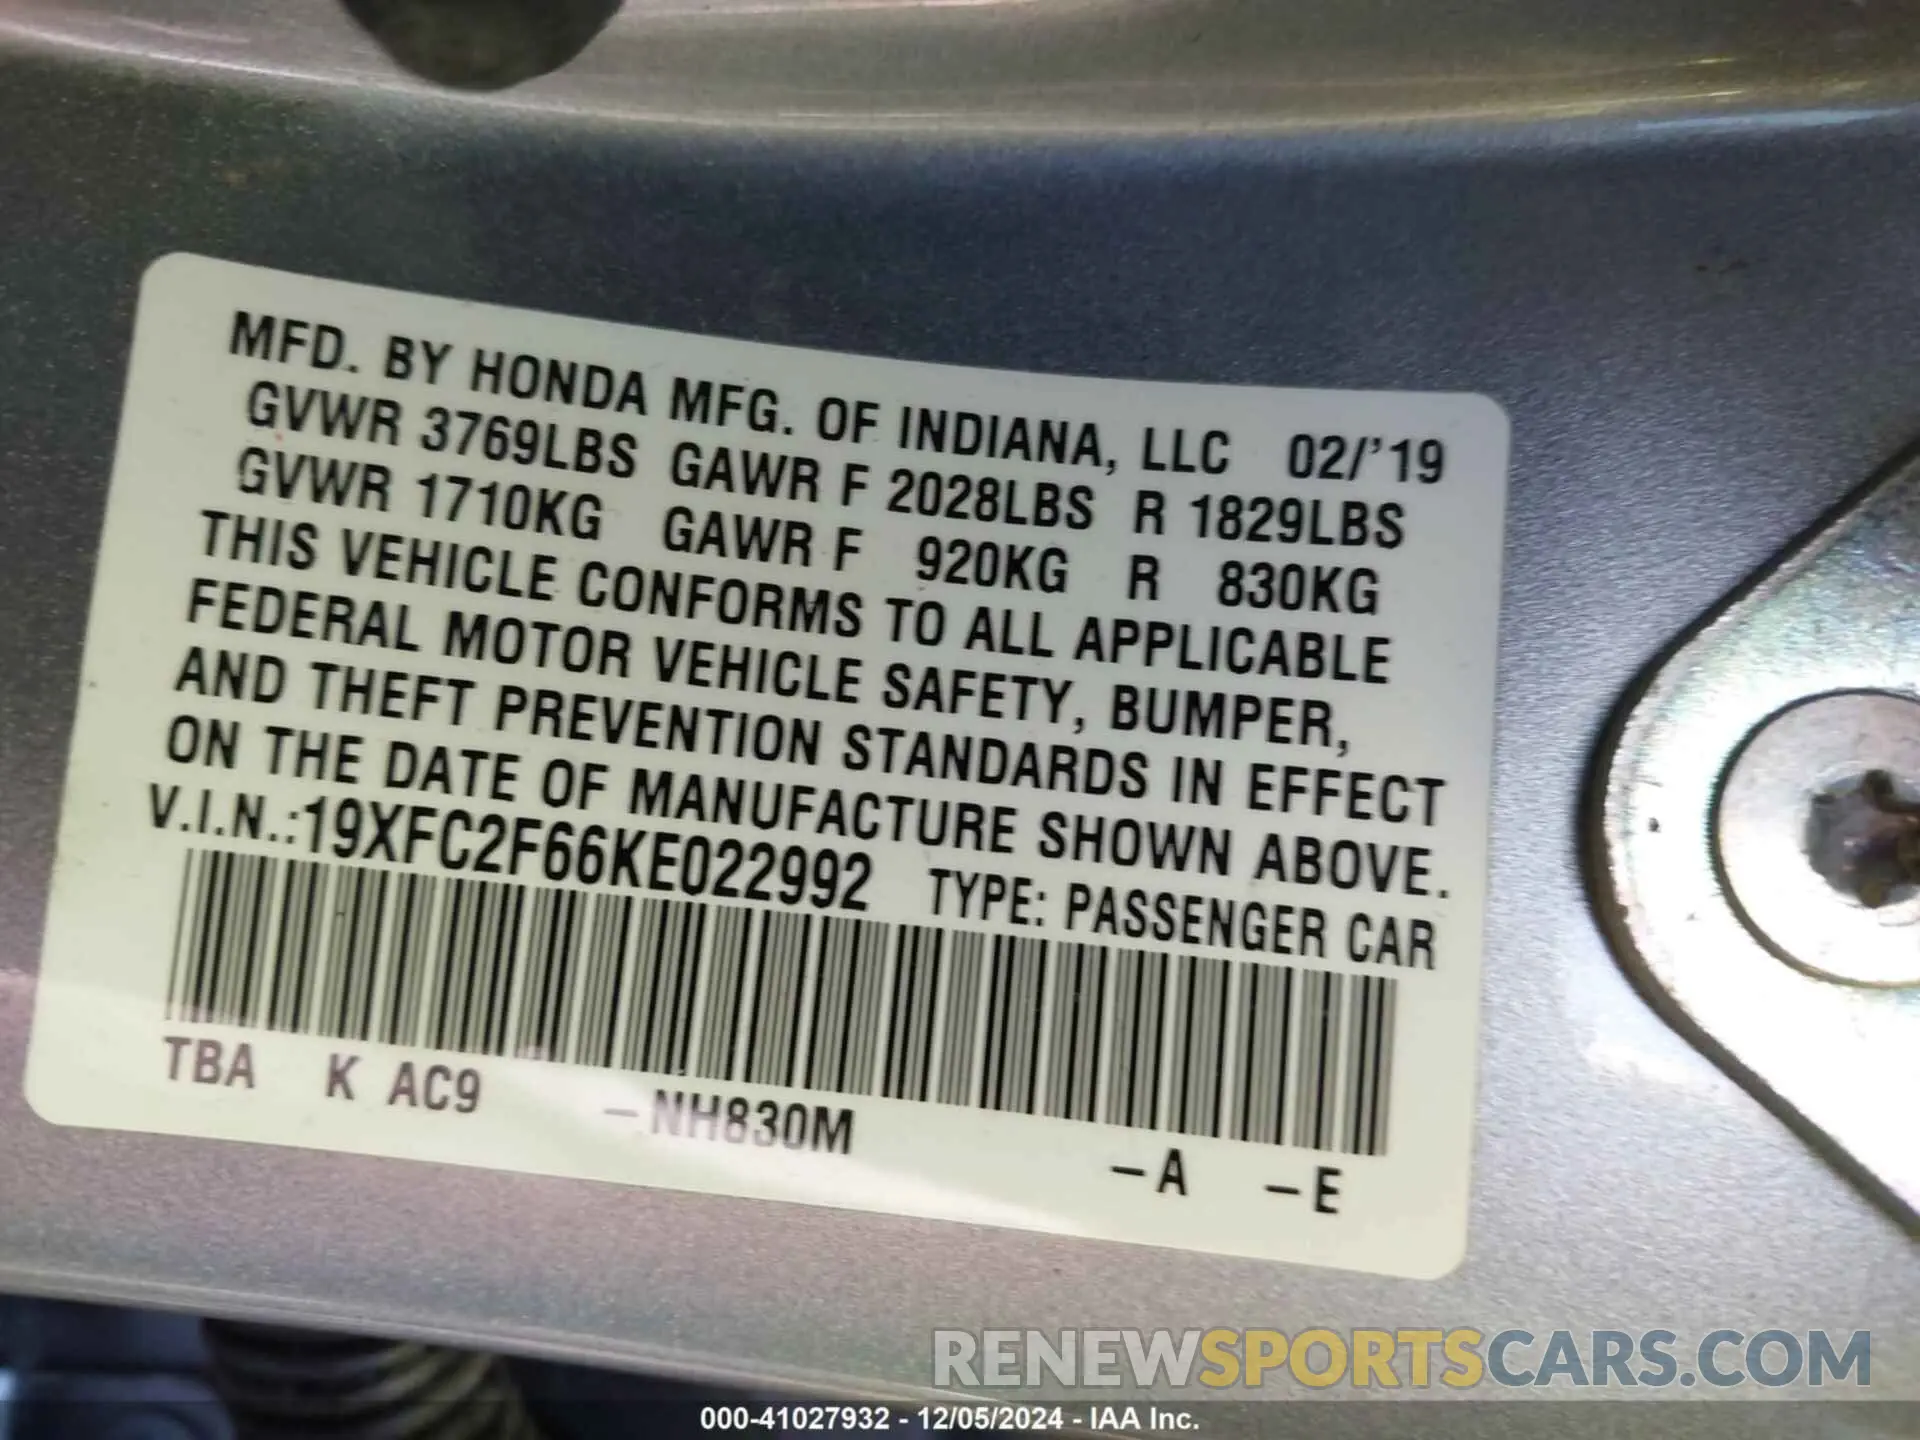 MFD. BY HONDA MFG. OF INDIANA, LLC 02/'19
GVWR 3769LBS GAWR F 2028LBS R 1829LBS
GVWR 1710KG GAWR F 920KG R 830KG
THIS VEHICLE CONFORMS TO ALL APPLICABLE
FEDERAL MOTOR VEHICLE SAFETY, BUMPER,
AND THEFT PREVENTION STANDARDS IN EFFECT
ON THE DATE OF MANUFACTURE SHOWN ABOVE.
V.I.N.:19XFC2F66KE022992 TYPE: PASSENGER CAR
TBA K AC9 –NH830M –A –E
RENEWSPORTSCARS.COM
000-41027932 - 12/05/2024 - IAA Inc.